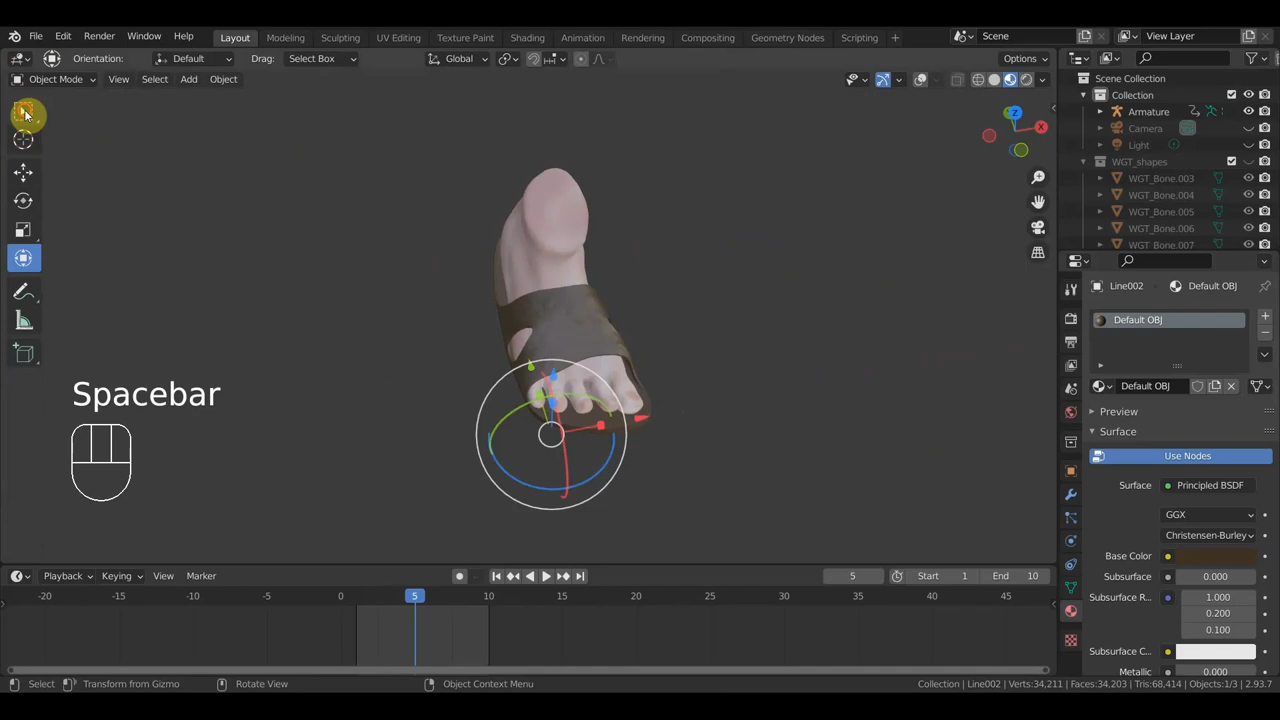 File Edit Render Window Help Layout Modeling Sculpting UV Editing Texture Paint Shading Animation Rendering Compositing Geometry Nodes Scripting + Scene View Layer
Orientation: Default Drag: Select Box Global Options
Object Mode View Select Add Object
Scene Collection
Collection
Armature
Camera
Light
WGT_shapes
WGT_Bone.003
WGT_Bone.004
WGT_Bone.005
WGT_Bone.006
WGT_Bone.007
Z
X
Line002 Default OBJ
Default OBJ
Default OBJ
Preview
Surface
Use Nodes
Surface Principled BSDF
GGX
Christensen-Burley
Base Color
Subsurface 0.000
Subsurface R... 1.000
0.200
0.100
Subsurface C...
Metallic 0.000
Spacebar
Playback Keying View Marker 5 Start 1 End 10
-20 -15 -10 -5 0 5 10 15 20 25 30 35 40 45
Select Transform from Gizmo Rotate View Object Context Menu Collection | Line002 | Verts:34,211 | Faces:34,203 | Tris:68,414 | Objects:1/3 | 2.93.7